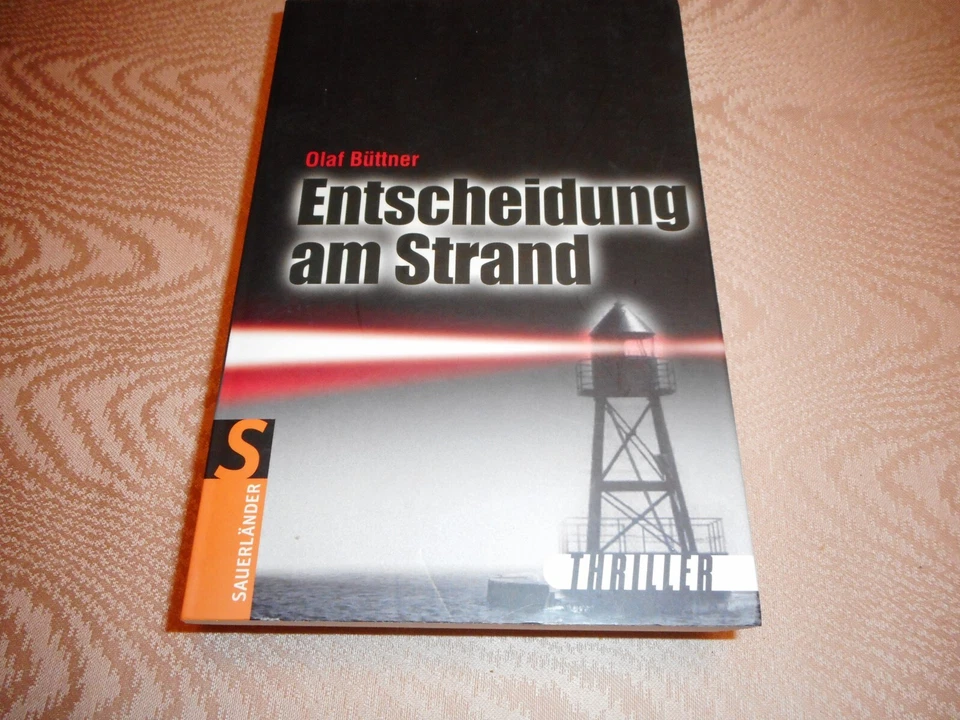 Olaf Büttner
Entscheidung
am Strand
S
SAUERLÄNDER
THRILLER